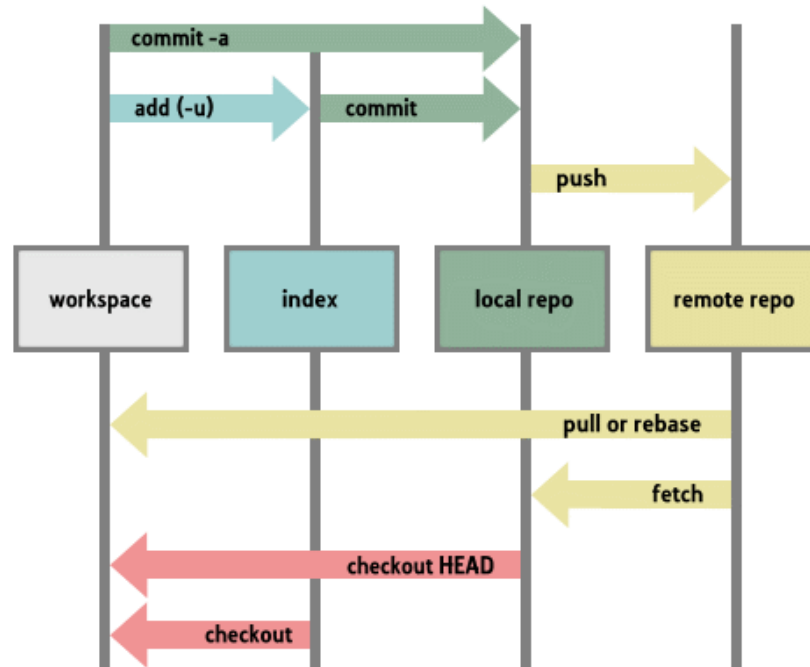 commit -a
add (-u)
commit
push
workspace
index
local repo
remote repo
pull or rebase
fetch
checkout HEAD
checkout